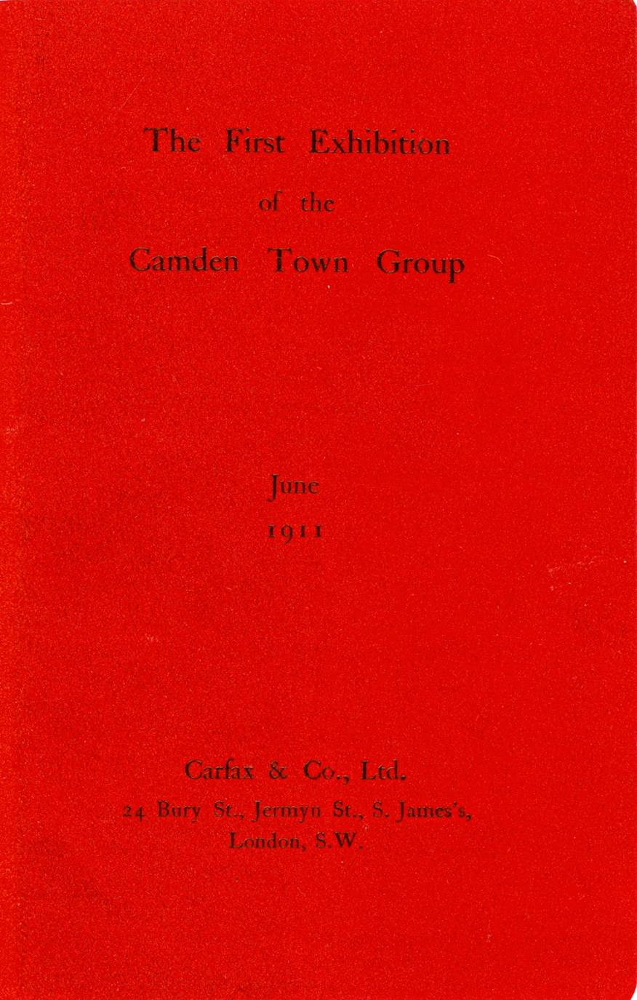 The First Exhibition
of the
Camden Town Group
June
1911
Carfax & Co., Ltd.
24 Bury St., Jermyn St., S. James's,
London, S.W.